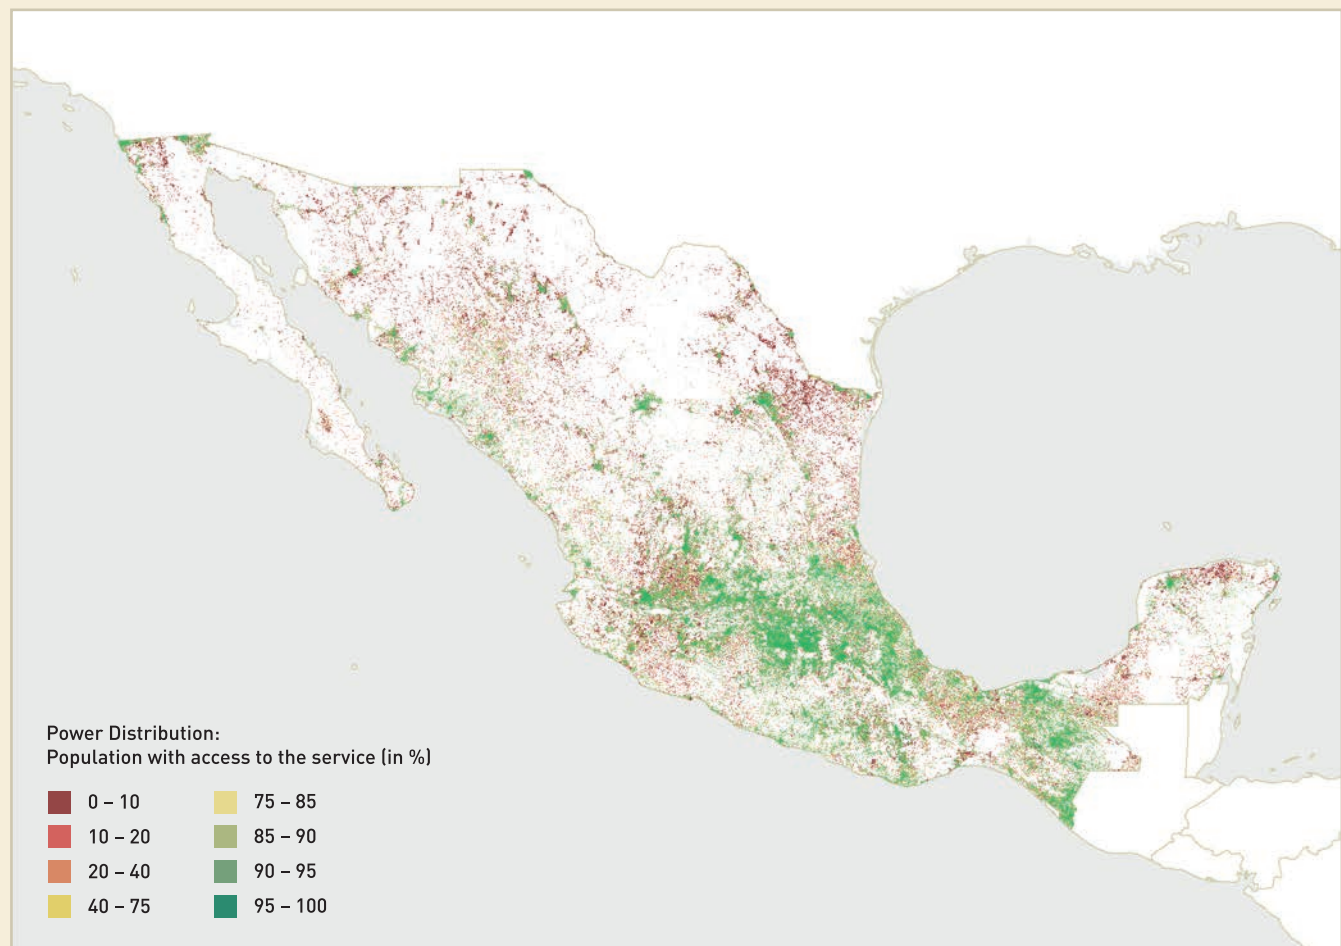 Power Distribution:
Population with access to the service (in %)
0 – 10
10 – 20
20 – 40
40 – 75
75 – 85
85 – 90
90 – 95
95 – 100